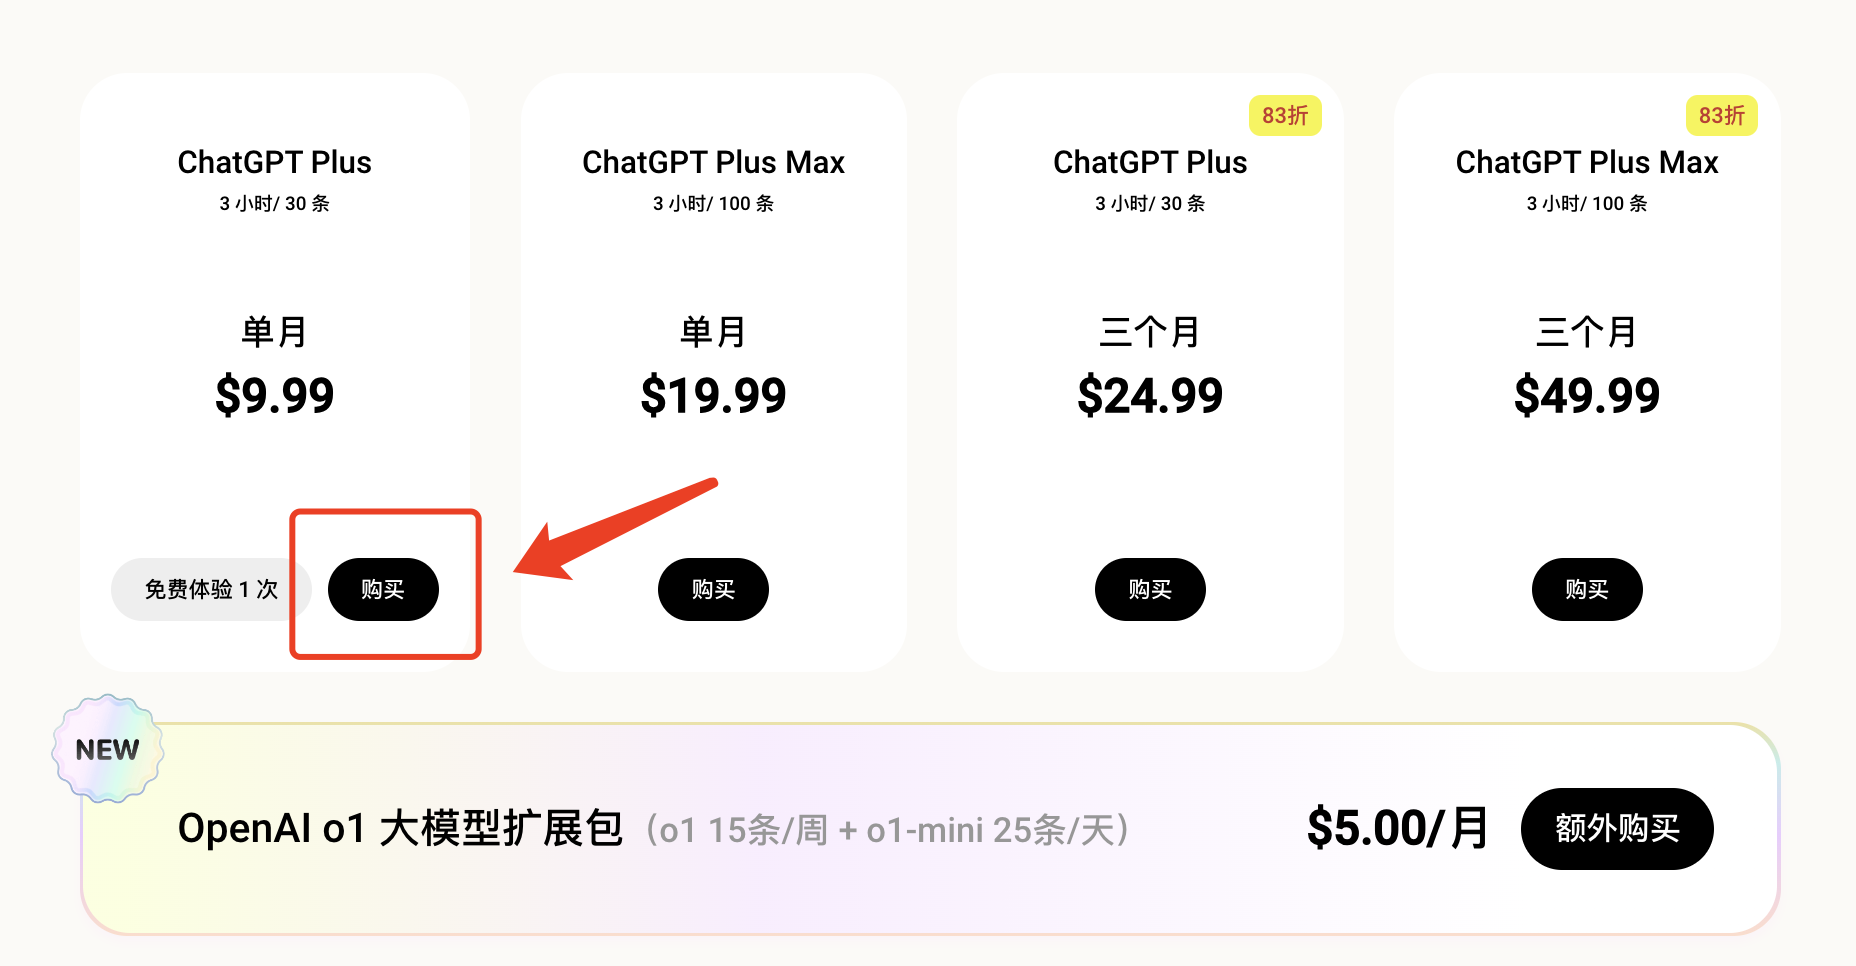 ChatGPT Plus
3 小时/ 30 条
单月
$9.99
免费体验 1 次
购买
ChatGPT Plus Max
3 小时/ 100 条
单月
$19.99
购买
83折
ChatGPT Plus
3 小时/ 30 条
三个月
$24.99
购买
83折
ChatGPT Plus Max
3 小时/ 100 条
三个月
$49.99
购买
NEW
OpenAI o1 大模型扩展包（o1 15条/周 + o1-mini 25条/天） $5.00/月 额外购买